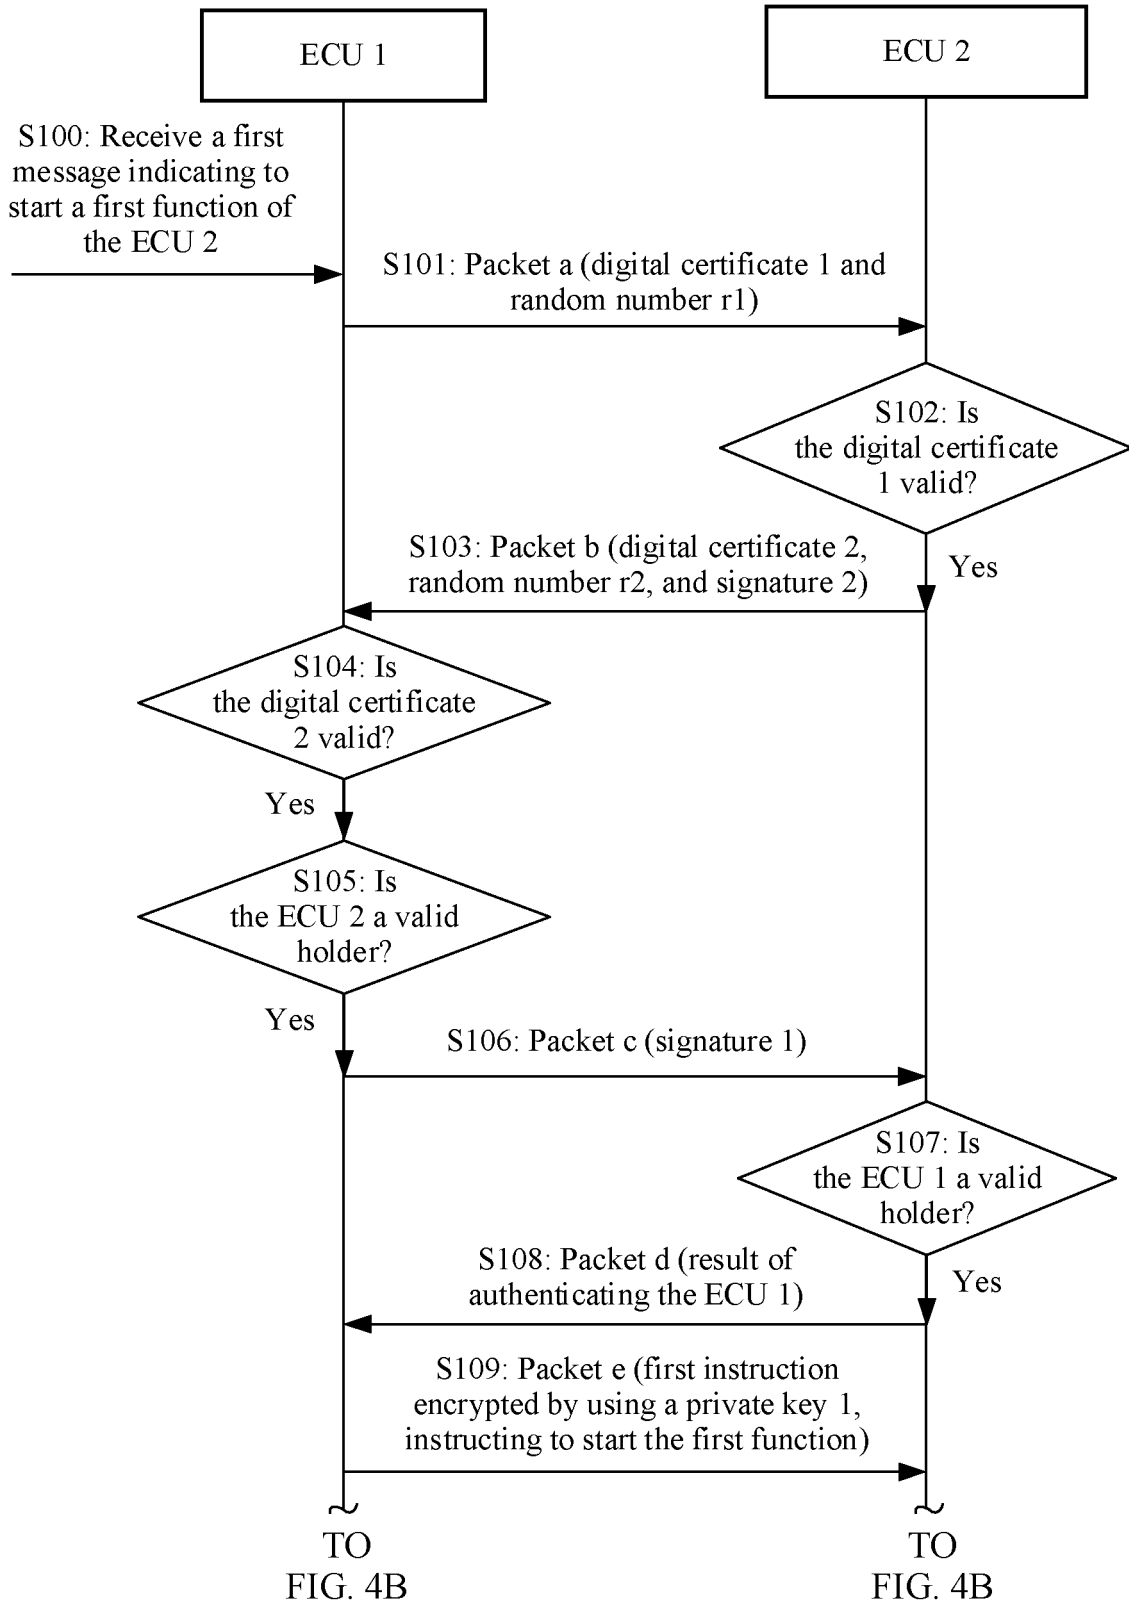 ECU 1
ECU 2
S100: Receive a first
message indicating to
start a first function of
the ECU 2
S101: Packet a (digital certificate 1 and
random number r1)
S102: Is
the digital certificate
1 valid?
S103: Packet b (digital certificate 2,
random number r2, and signature 2)
Yes
S104: Is
the digital certificate
2 valid?
Yes
S105: Is
the ECU 2 a valid
holder?
Yes
S106: Packet c (signature 1)
S107: Is
the ECU 1 a valid
holder?
S108: Packet d (result of
authenticating the ECU 1)
Yes
S109: Packet e (first instruction
encrypted by using a private key 1,
instructing to start the first function)
TO
FIG. 4B
TO
FIG. 4B